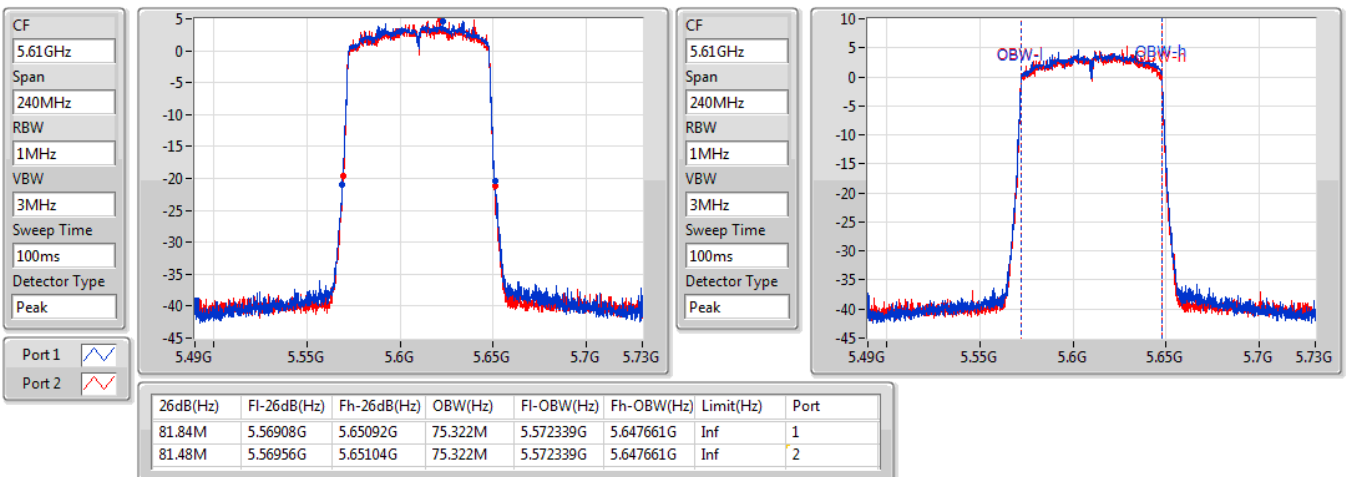 CF
5.61GHz
Span
240MHz
RBW
1MHz
VBW
3MHz
Sweep Time
100ms
Detector Type
Peak
Port 1
Port 2
5
0
-5
-10
-15
-20
-25
-30
-35
-40
-45
5.49G 5.55G 5.6G 5.65G 5.7G 5.73G
CF
5.61GHz
Span
240MHz
RBW
1MHz
VBW
3MHz
Sweep Time
100ms
Detector Type
Peak
10
5
0
-5
-10
-15
-20
-25
-30
-35
-40
-45
OBW-l OBW-h
5.49G 5.55G 5.6G 5.65G 5.7G 5.73G
26dB(Hz) Fl-26dB(Hz) Fh-26dB(Hz) OBW(Hz) Fl-OBW(Hz) Fh-OBW(Hz) Limit(Hz) Port
81.84M 5.56908G 5.65092G 75.322M 5.572339G 5.647661G Inf 1
81.48M 5.56956G 5.65104G 75.322M 5.572339G 5.647661G Inf 2